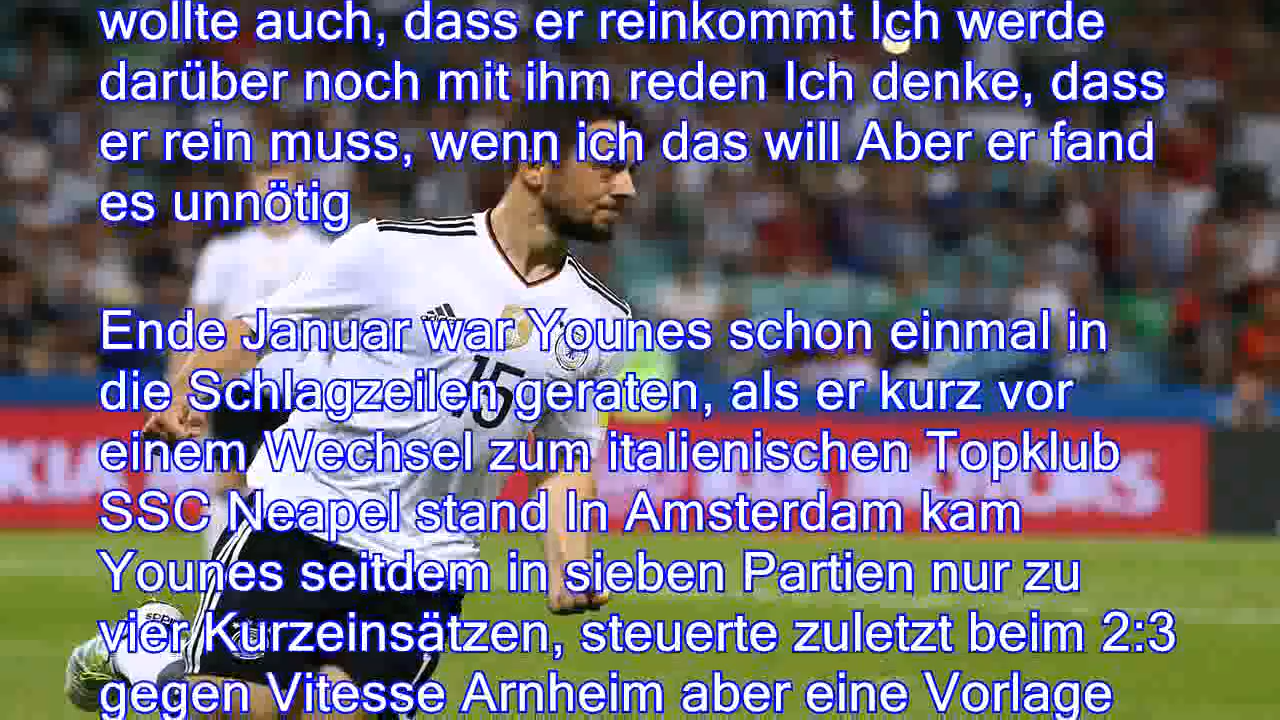 wollte auch, dass er reinkommt Ich werde
darüber noch mit ihm reden Ich denke, dass
er rein muss, wenn ich das will Aber er fand
es unnötig
Ende Januar war Younes schon einmal in
die Schlagzeilen geraten, als er kurz vor
einem Wechsel zum italienischen Topklub
SSC Neapel stand In Amsterdam kam
Younes seitdem in sieben Partien nur zu
vier Kurzeinsätzen, steuerte zuletzt beim 2:3
gegen Vitesse Arnheim aber eine Vorlage
adidas
15